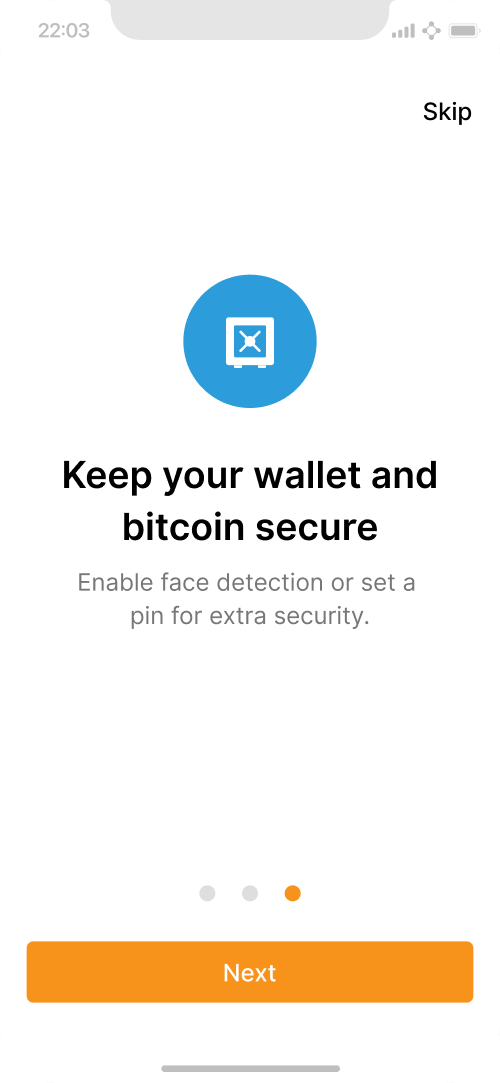 22:03
Skip
Keep your wallet and
bitcoin secure
Enable face detection or set a
pin for extra security.
Next